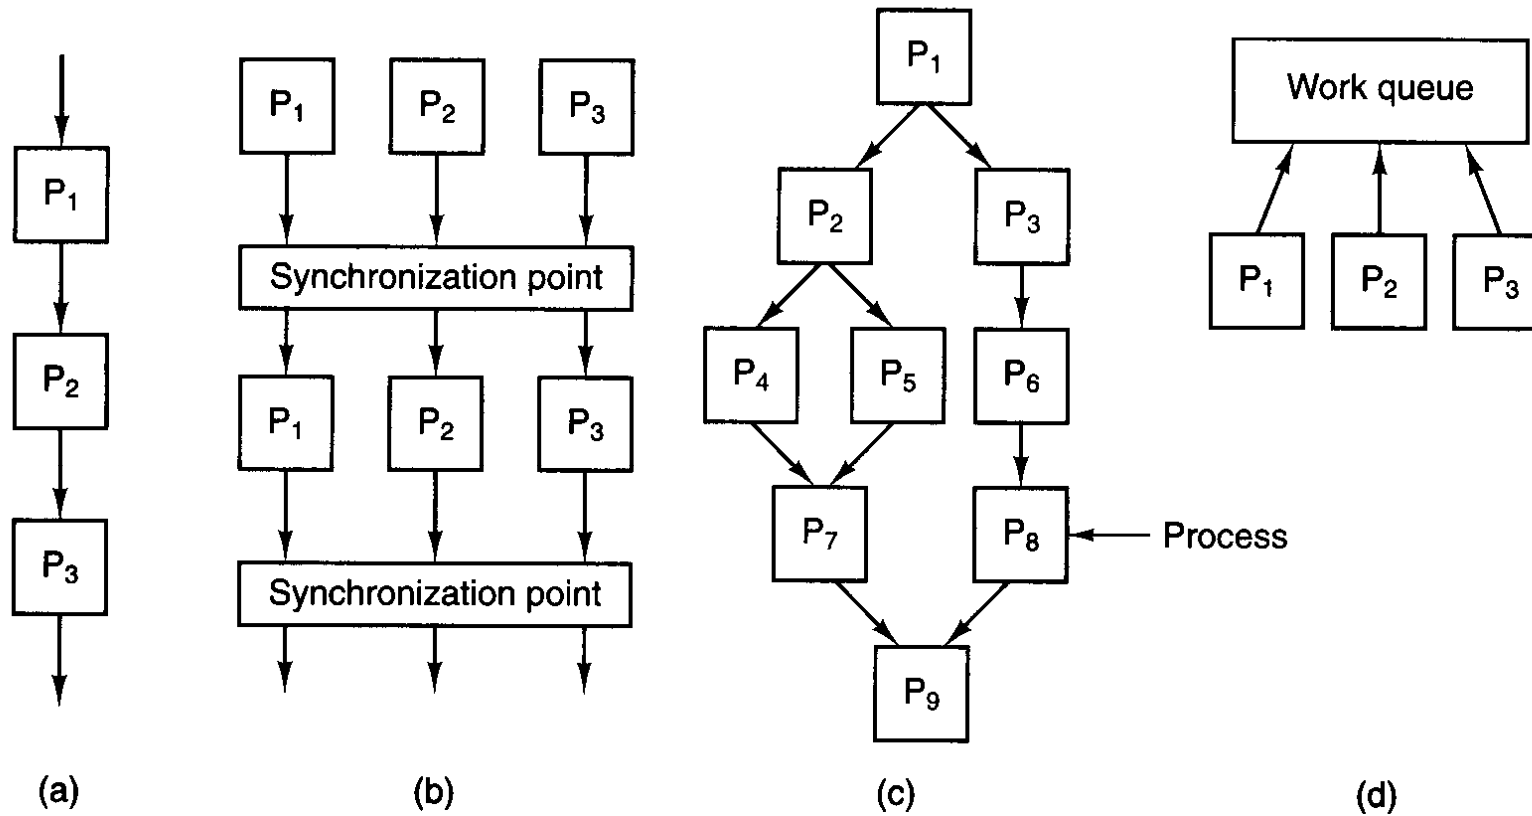 P₁
P₂
P₃
(a)
P₁ P₂ P₃
Synchronization point
P₁ P₂ P₃
Synchronization point
(b)
P₁
P₂ P₃
P₄ P₅ P₆
P₇ P₈ Process
P₉
(c)
Work queue
P₁ P₂ P₃
(d)